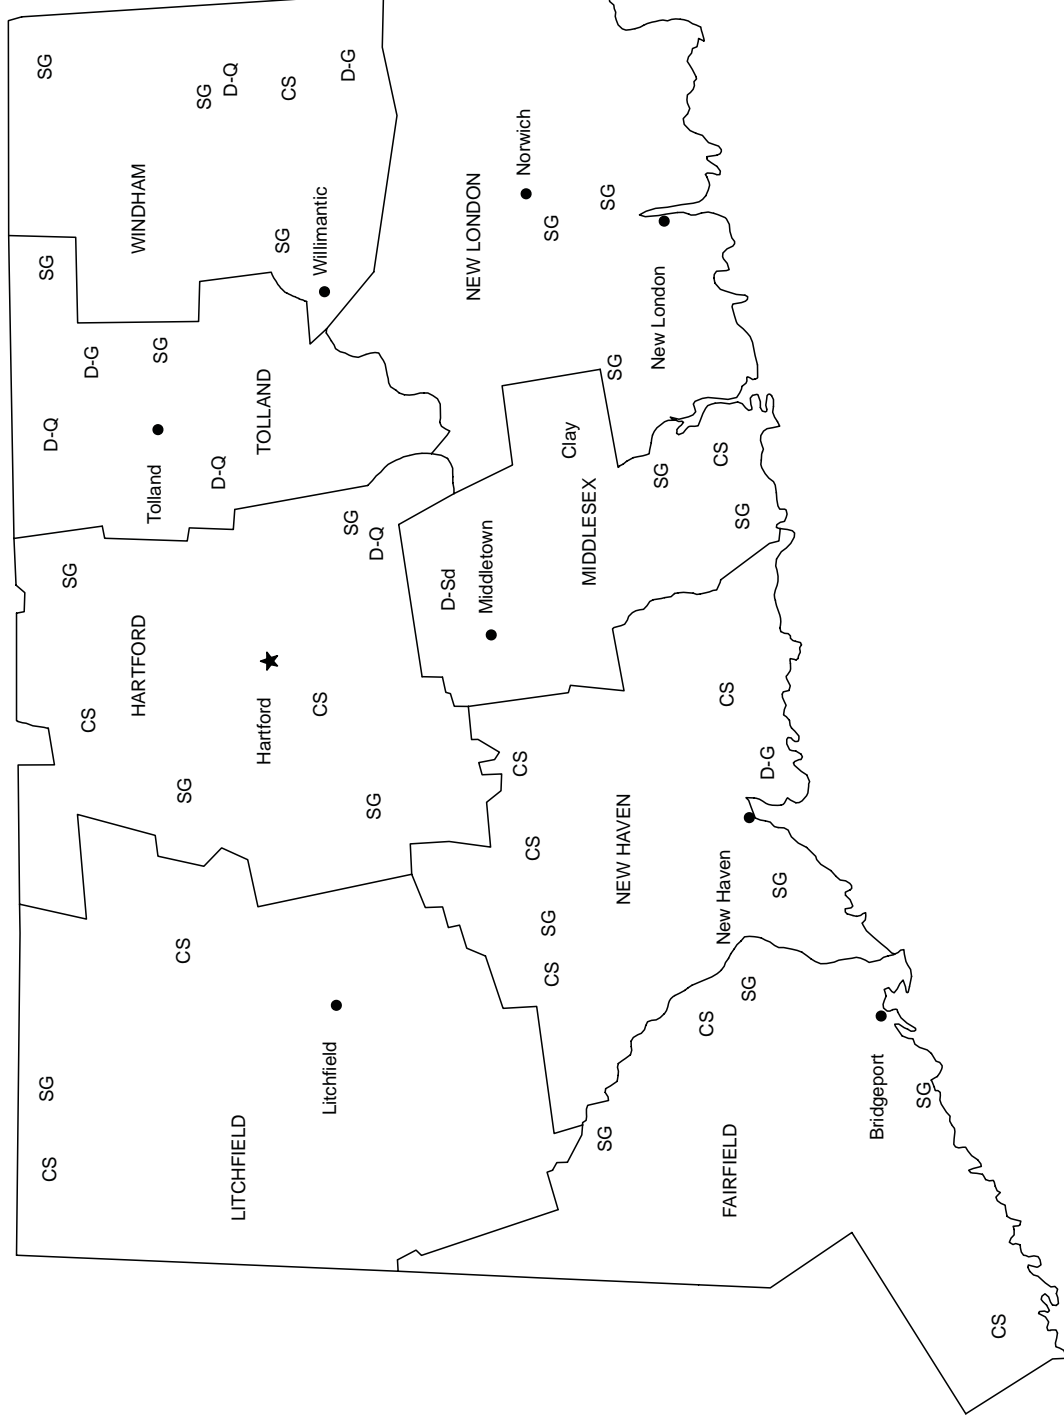 CS
SG
D-Q
SG
SG
SG
CS
D-G
HARTFORD
WINDHAM
Tolland
SG
CS
SG
SG
D-Q
D-Q
LITCHFIELD
Hartford
TOLLAND
SG
CS
CS
Willimantic
Litchfield
SG
D-G
SG
D-Q
D-Sd
NEW LONDON
Middletown
CS
Norwich
CS
CS
SG
SG
Clay
MIDDLESEX
SG
SG
SG
NEW HAVEN
New London
SG
CS
CS
New Haven
CS
FAIRFIELD
SG
SG
D-G
SG
Bridgeport
SG
CS